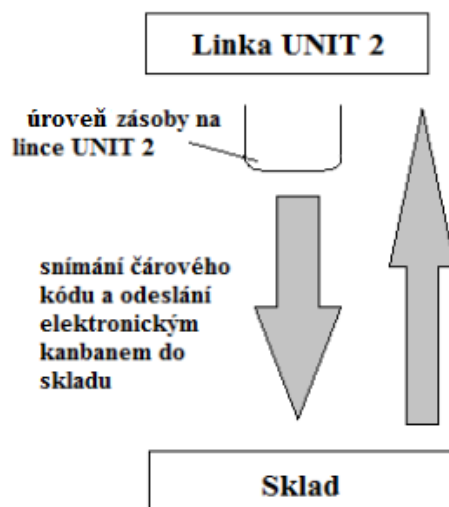 Linka UNIT 2
úroveň zásoby na
lince UNIT 2
snímání čárového
kódu a odeslání
elektronickým
kanbanem do
skladu
Sklad